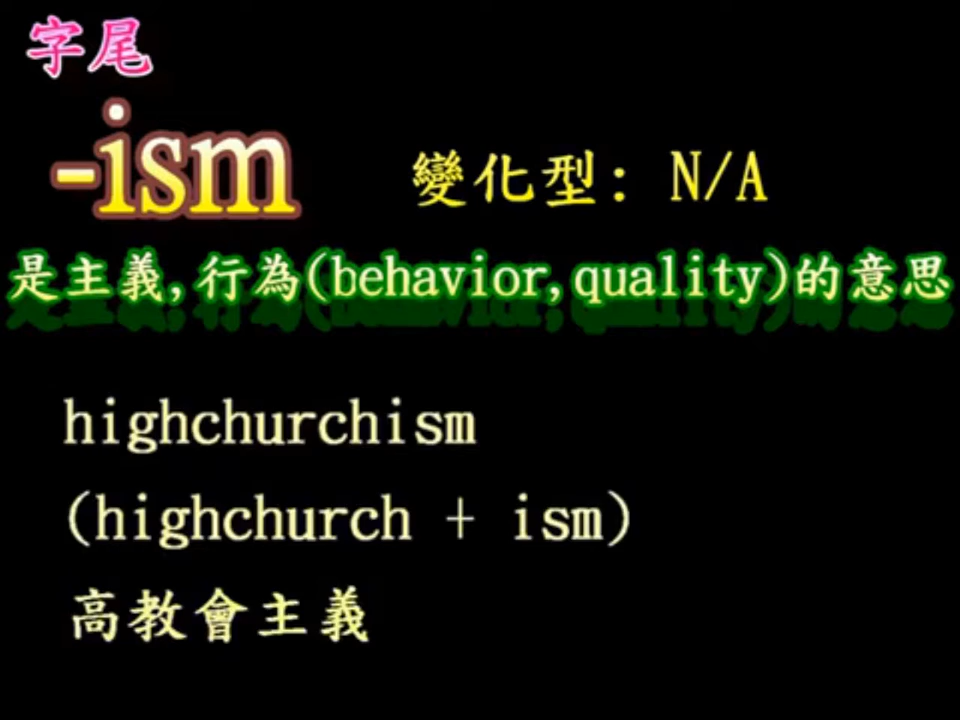 字尾
-ism 變化型: N/A
是主義,行為(behavior,quality)的意思
highchurchism
(highchurch + ism)
高教會主義